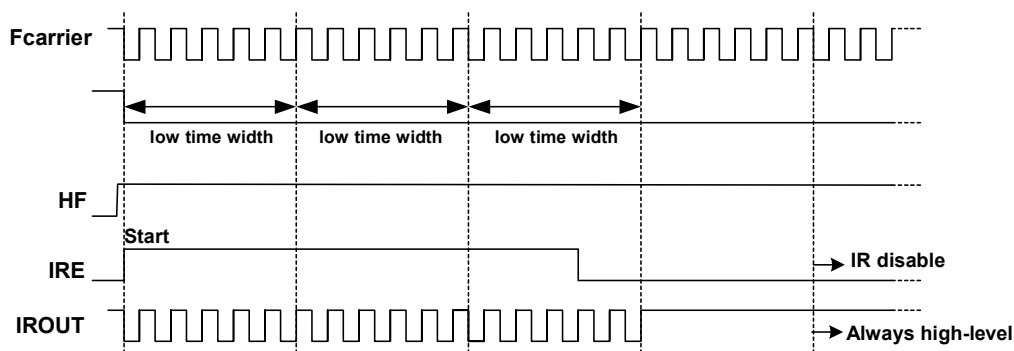 Fcarrier
low time width
low time width
low time width
HF
Start
IRE
IR disable
IROUT
Always high-level